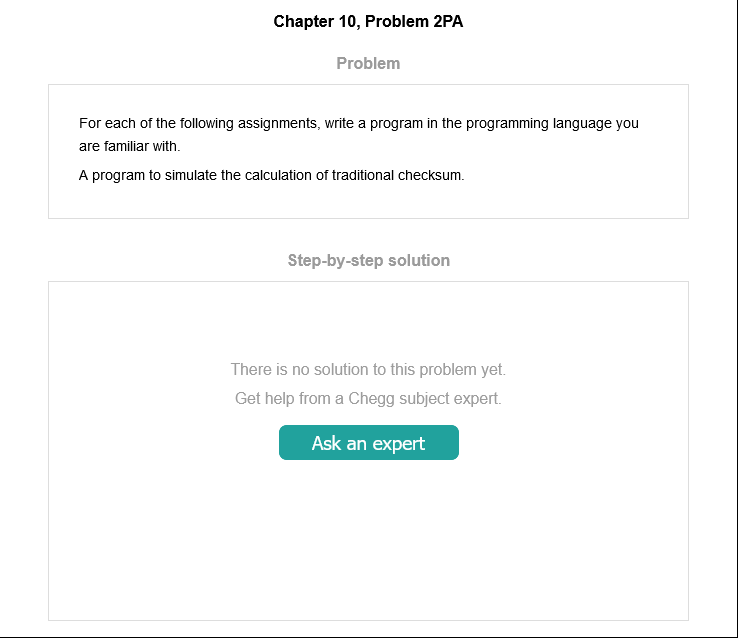 Chapter 10, Problem 2PA
Problem
For each of the following assignments, write a program in the programming language you
are familiar with.
A program to simulate the calculation of traditional checksum.
Step-by-step solution
There is no solution to this problem yet.
Get help from a Chegg subject expert.
Ask an expert